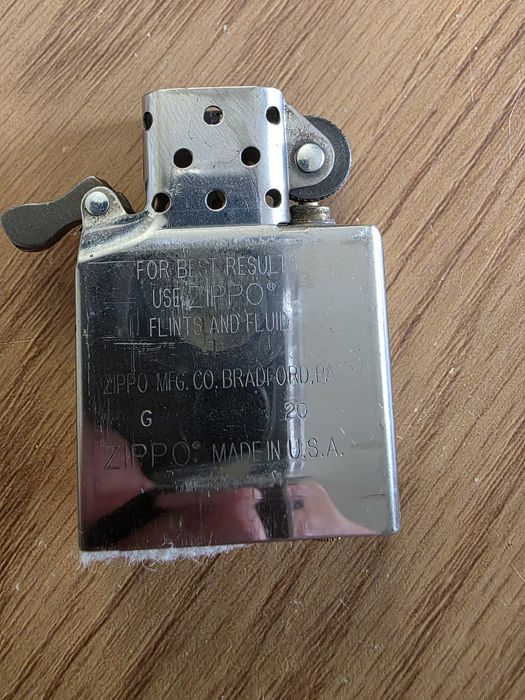 FOR BEST RESULTS
USE ZIPPO®
FLINTS AND FLUID
ZIPPO MFG. CO. BRADFORD, PA.
G 20
ZIPPO® MADE IN U.S.A.